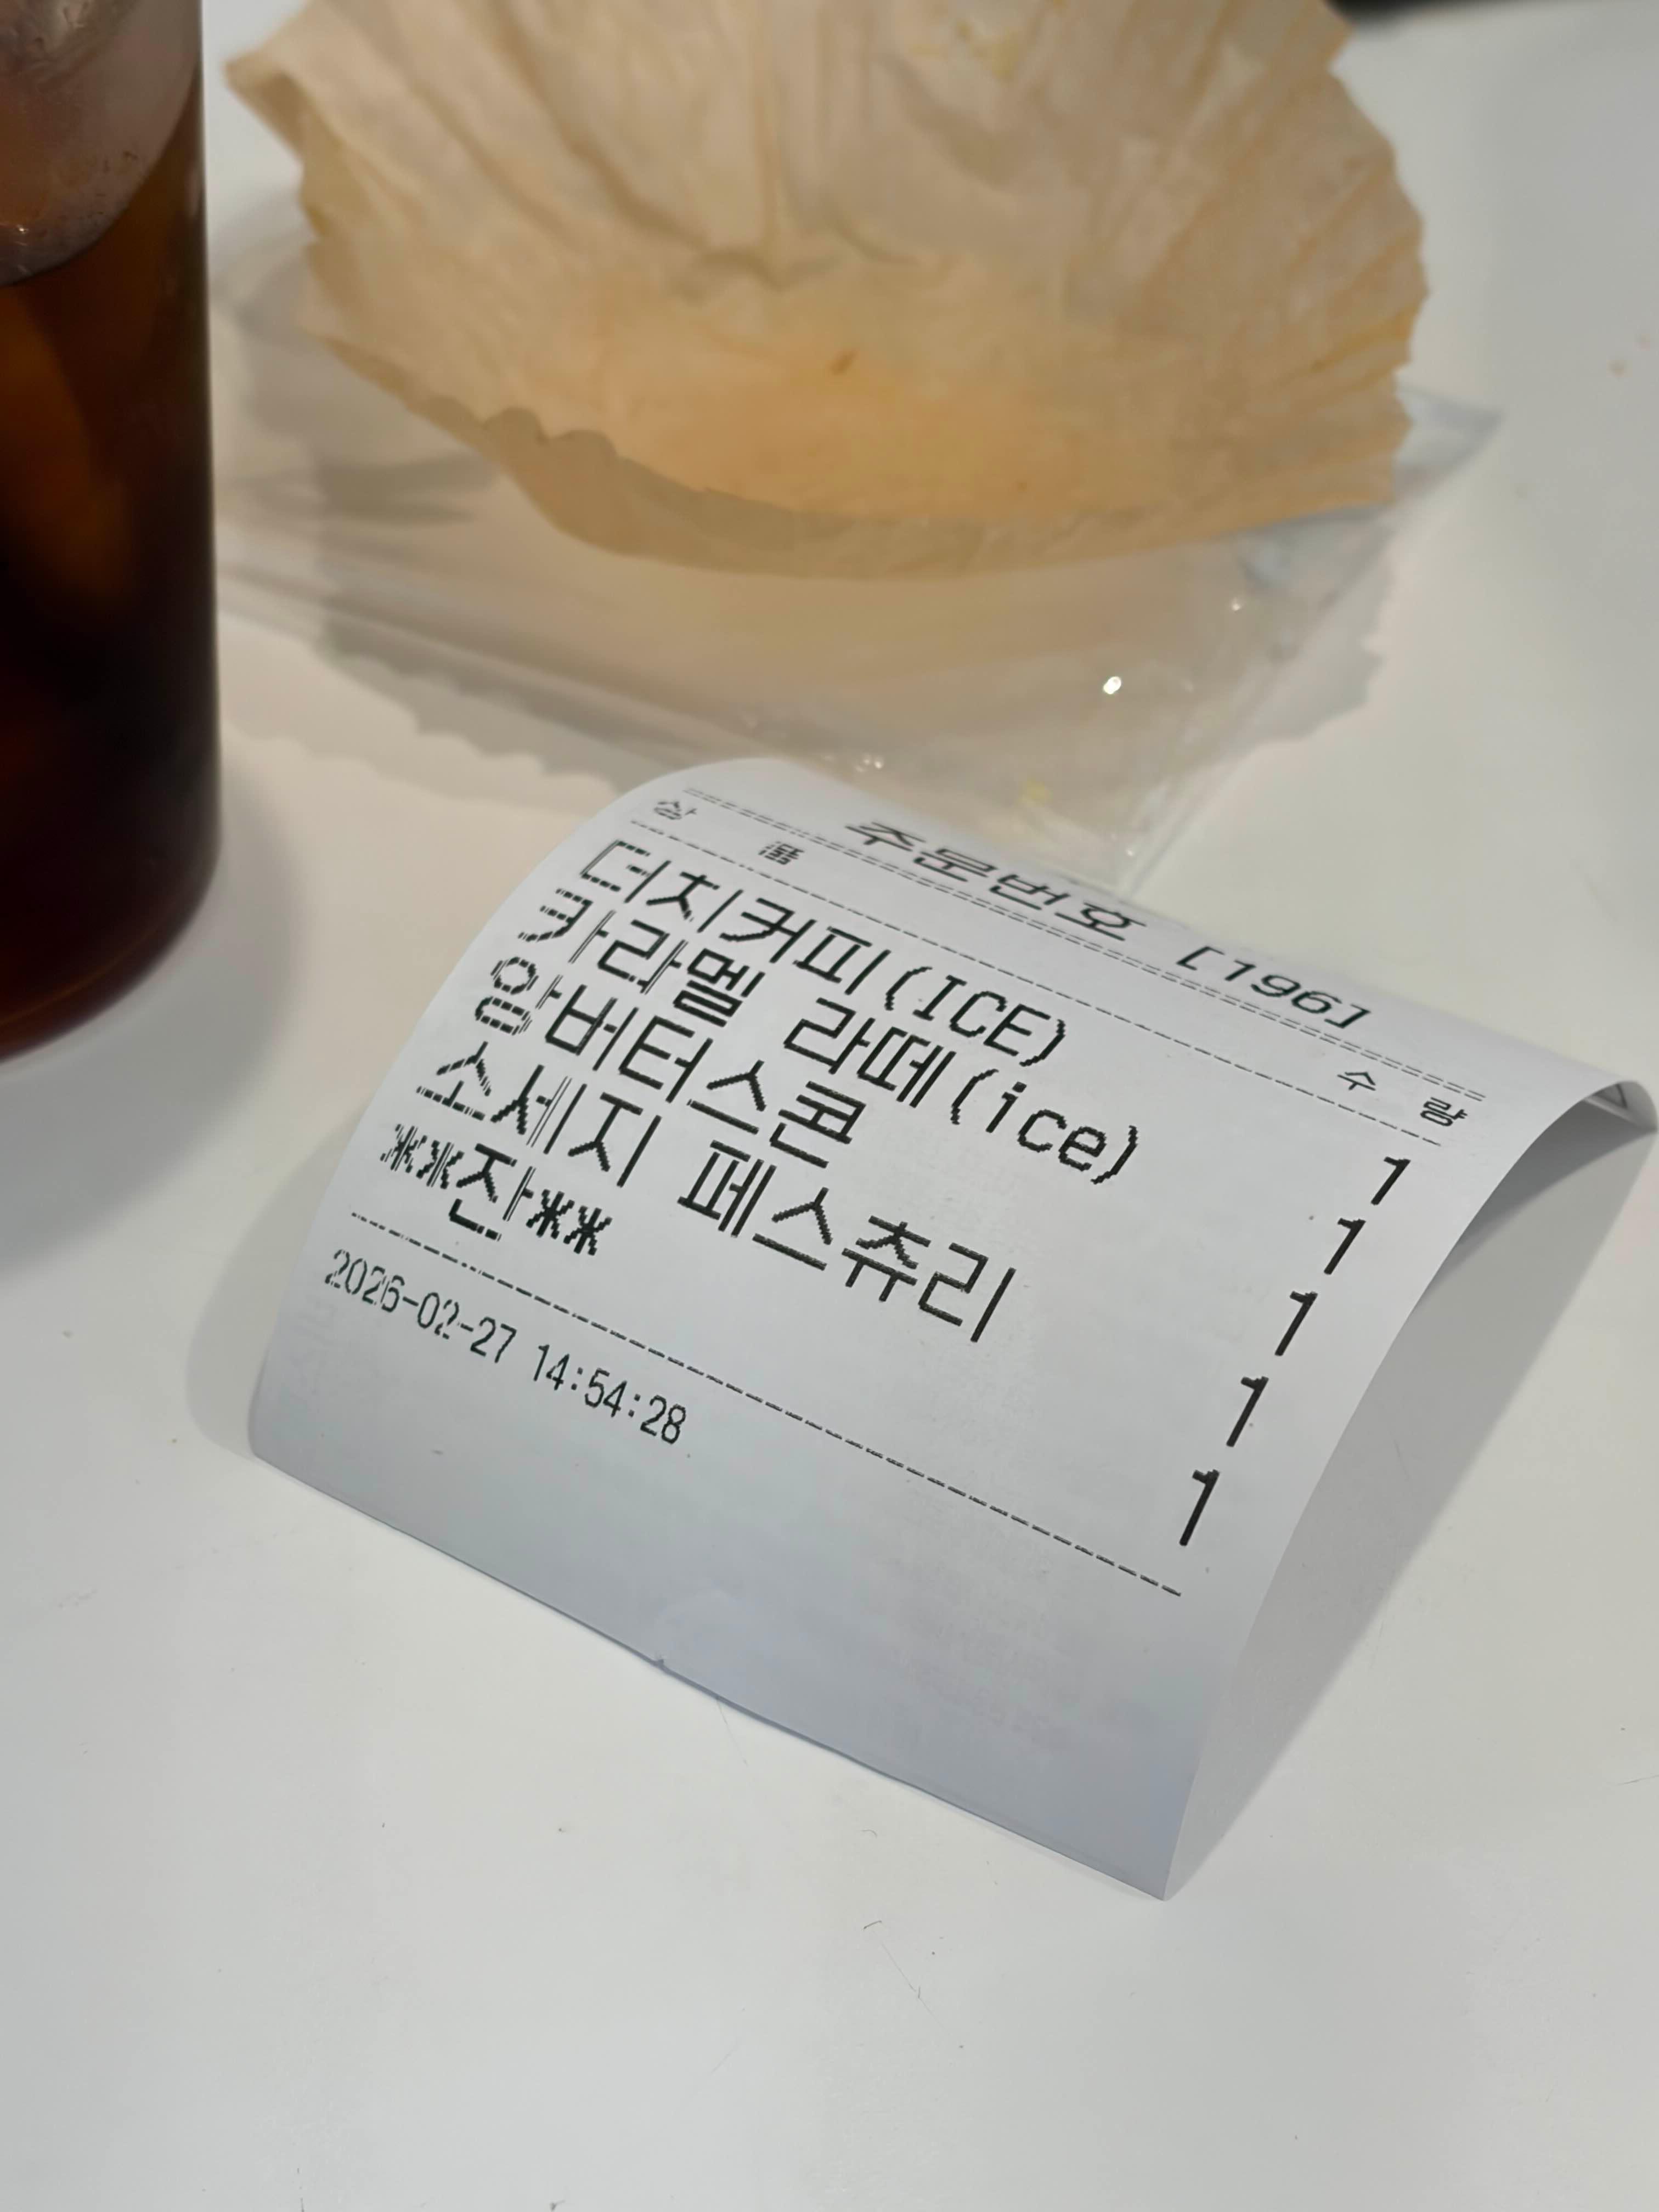 주문번호 [196]
상 품 수 량
더치커피(ICE) 1
카라멜 라떼(ice) 1
앙버터스콘 1
소세지 페스츄리 1
**잔** 1
2026-02-27 14:54:28